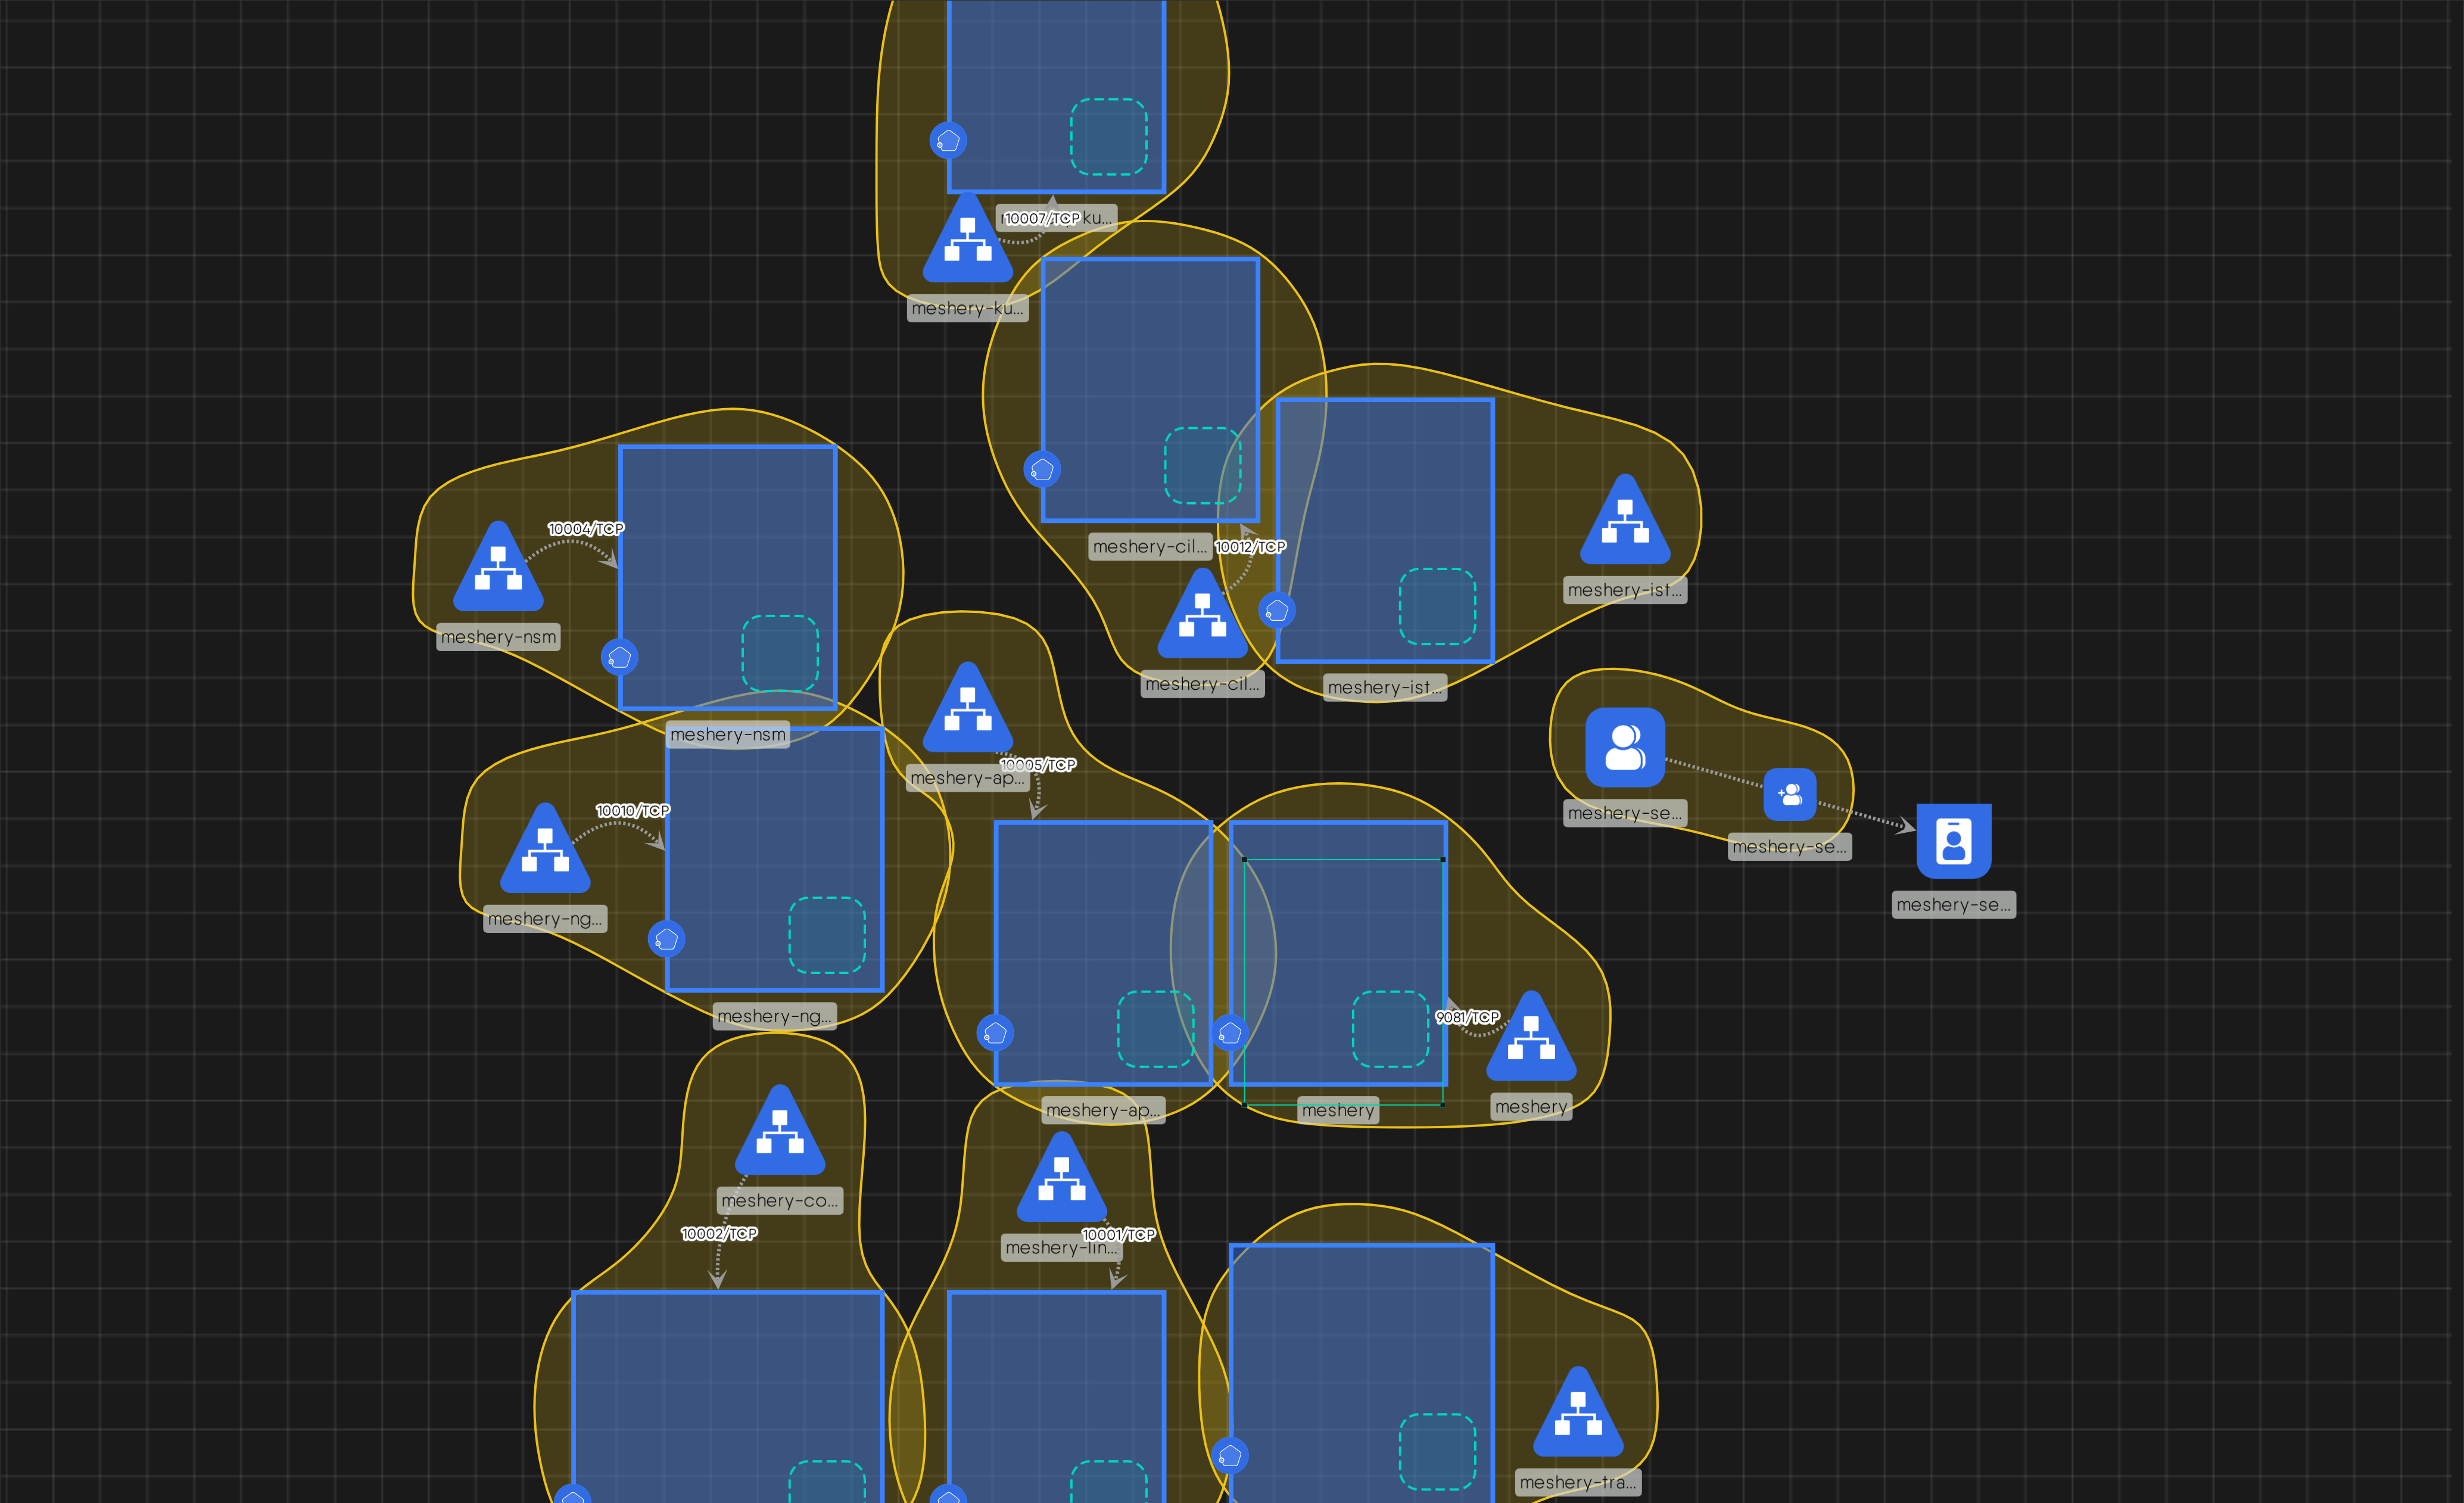 10007/TCP
ku...
meshery-ku...
10004/TCP
meshery-nsm
meshery-cil...
10012/TCP
meshery-ist...
meshery-cil...
meshery-ist...
meshery-nsm
10005/TCP
meshery-ap...
10010/TCP
meshery-se...
meshery-se...
meshery-se...
meshery-ng...
meshery-ng...
9081/TCP
meshery-ap...
meshery
meshery
meshery-co...
10002/TCP
10001/TCP
meshery-lin...
meshery-tra...